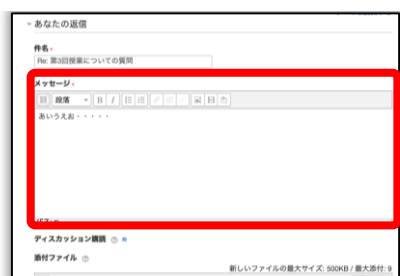 あなたの返信
件名
Re: 第3回授業についての質問
メッセージ
段落 B I
あいうえお・・・・・
ディスカッション購読
添付ファイル
新しいファイルの最大サイズ: 500KB / 最大添付: 9